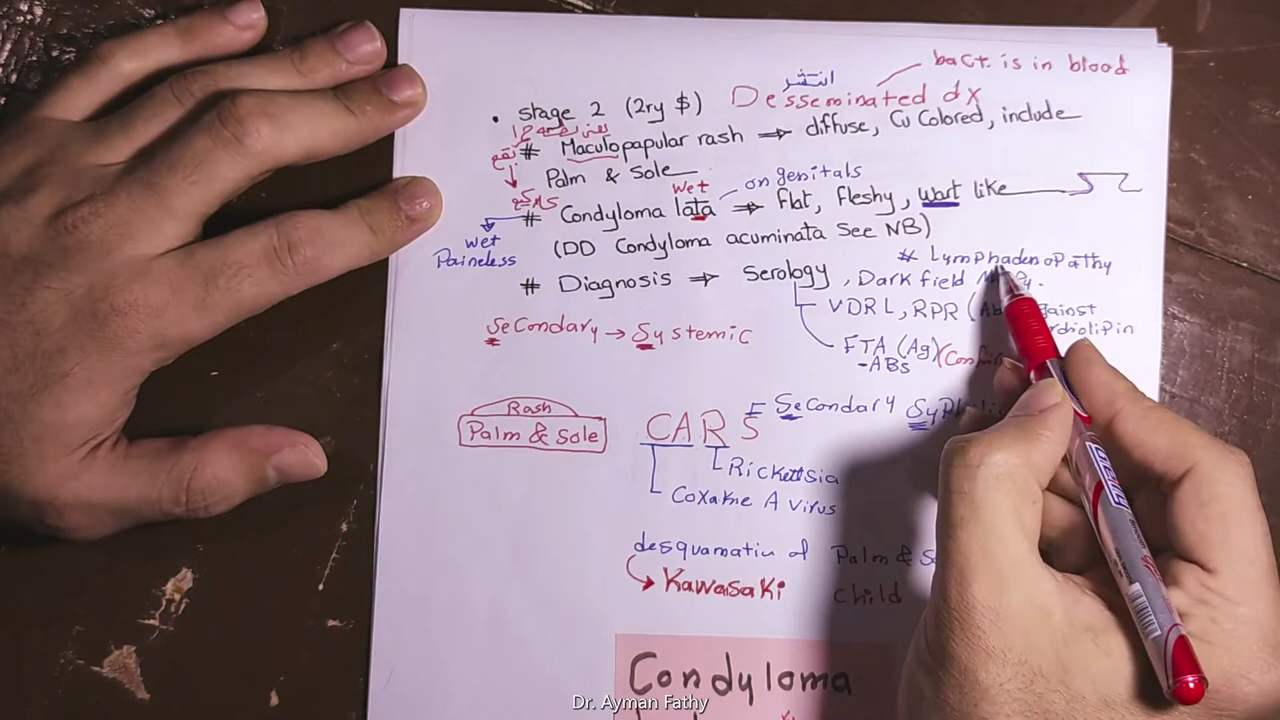 bact. is in blood
انتشر
• stage 2 (2ry $) Desseminated dx
# Maculopapular rash ⇒ diffuse, Cu Colored, include
Palm & Sole
بقع
wet
on genitals
# Condyloma lata ⇒ flat, fleshy, wart like
wet
Painless
(DD Condyloma acuminata See NB)
# Lymphadenopathy
# Diagnosis ⇒ Serology, Dark field
VDRL, RPR
FTA (Ag)
-ABS
Secondary → Systemic
Rash
Palm & Sole
CARS
Secondary
Rickettsia
Coxakie A virus
desquamatin of Palm &
Kawasaki
child
Condyloma
Dr. Ayman Fathy